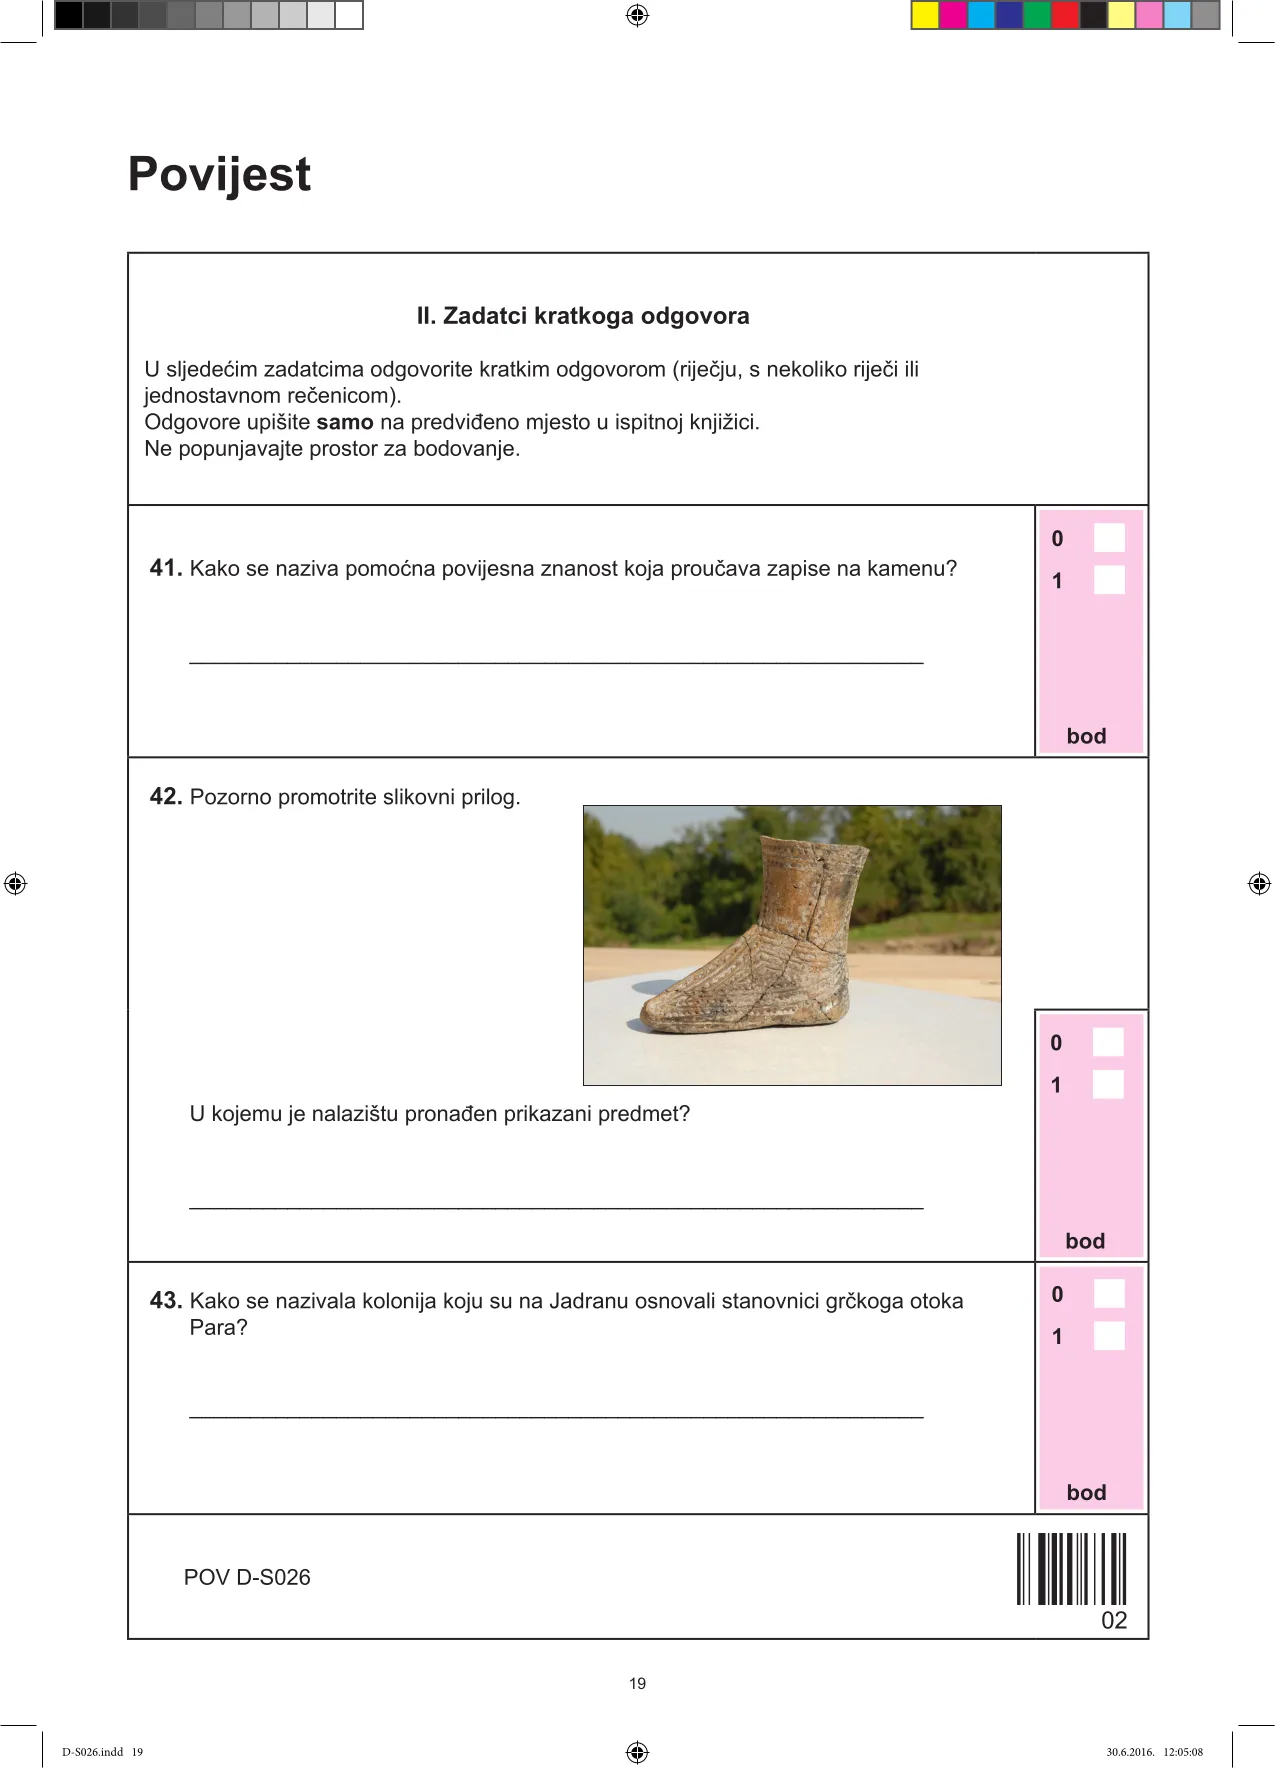 Povijest
II. Zadatci kratkoga odgovora
U sljedećim zadatcima odgovorite kratkim odgovorom (riječju, s nekoliko riječi ili
jednostavnom rečenicom).
Odgovore upišite samo na predviđeno mjesto u ispitnoj knjižici.
Ne popunjavajte prostor za bodovanje.
41. Kako se naziva pomoćna povijesna znanost koja proučava zapise na kamenu?
0
1
bod
42. Pozorno promotrite slikovni prilog.
U kojemu je nalazištu pronađen prikazani predmet?
0
1
bod
43. Kako se nazivala kolonija koju su na Jadranu osnovali stanovnici grčkoga otoka
Para?
0
1
bod
POV D-S026
02
19
D-S026.indd 19
30.6.2016. 12:05:08